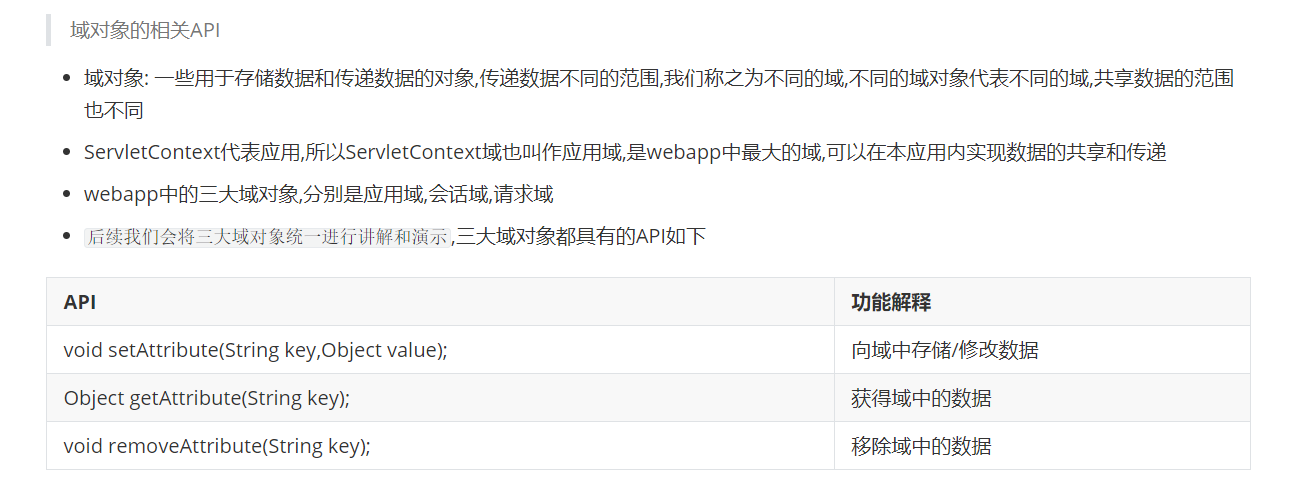 域对象的相关API
域对象: 一些用于存储数据和传递数据的对象,传递数据不同的范围,我们称之为不同的域,不同的域对象代表不同的域,共享数据的范围
也不同
ServletContext代表应用,所以ServletContext域也叫作应用域,是webapp中最大的域,可以在本应用内实现数据的共享和传递
webapp中的三大域对象,分别是应用域,会话域,请求域
后续我们会将三大域对象统一进行讲解和演示,三大域对象都具有的API如下
API 功能解释
void setAttribute(String key,Object value); 向域中存储/修改数据
Object getAttribute(String key); 获得域中的数据
void removeAttribute(String key); 移除域中的数据